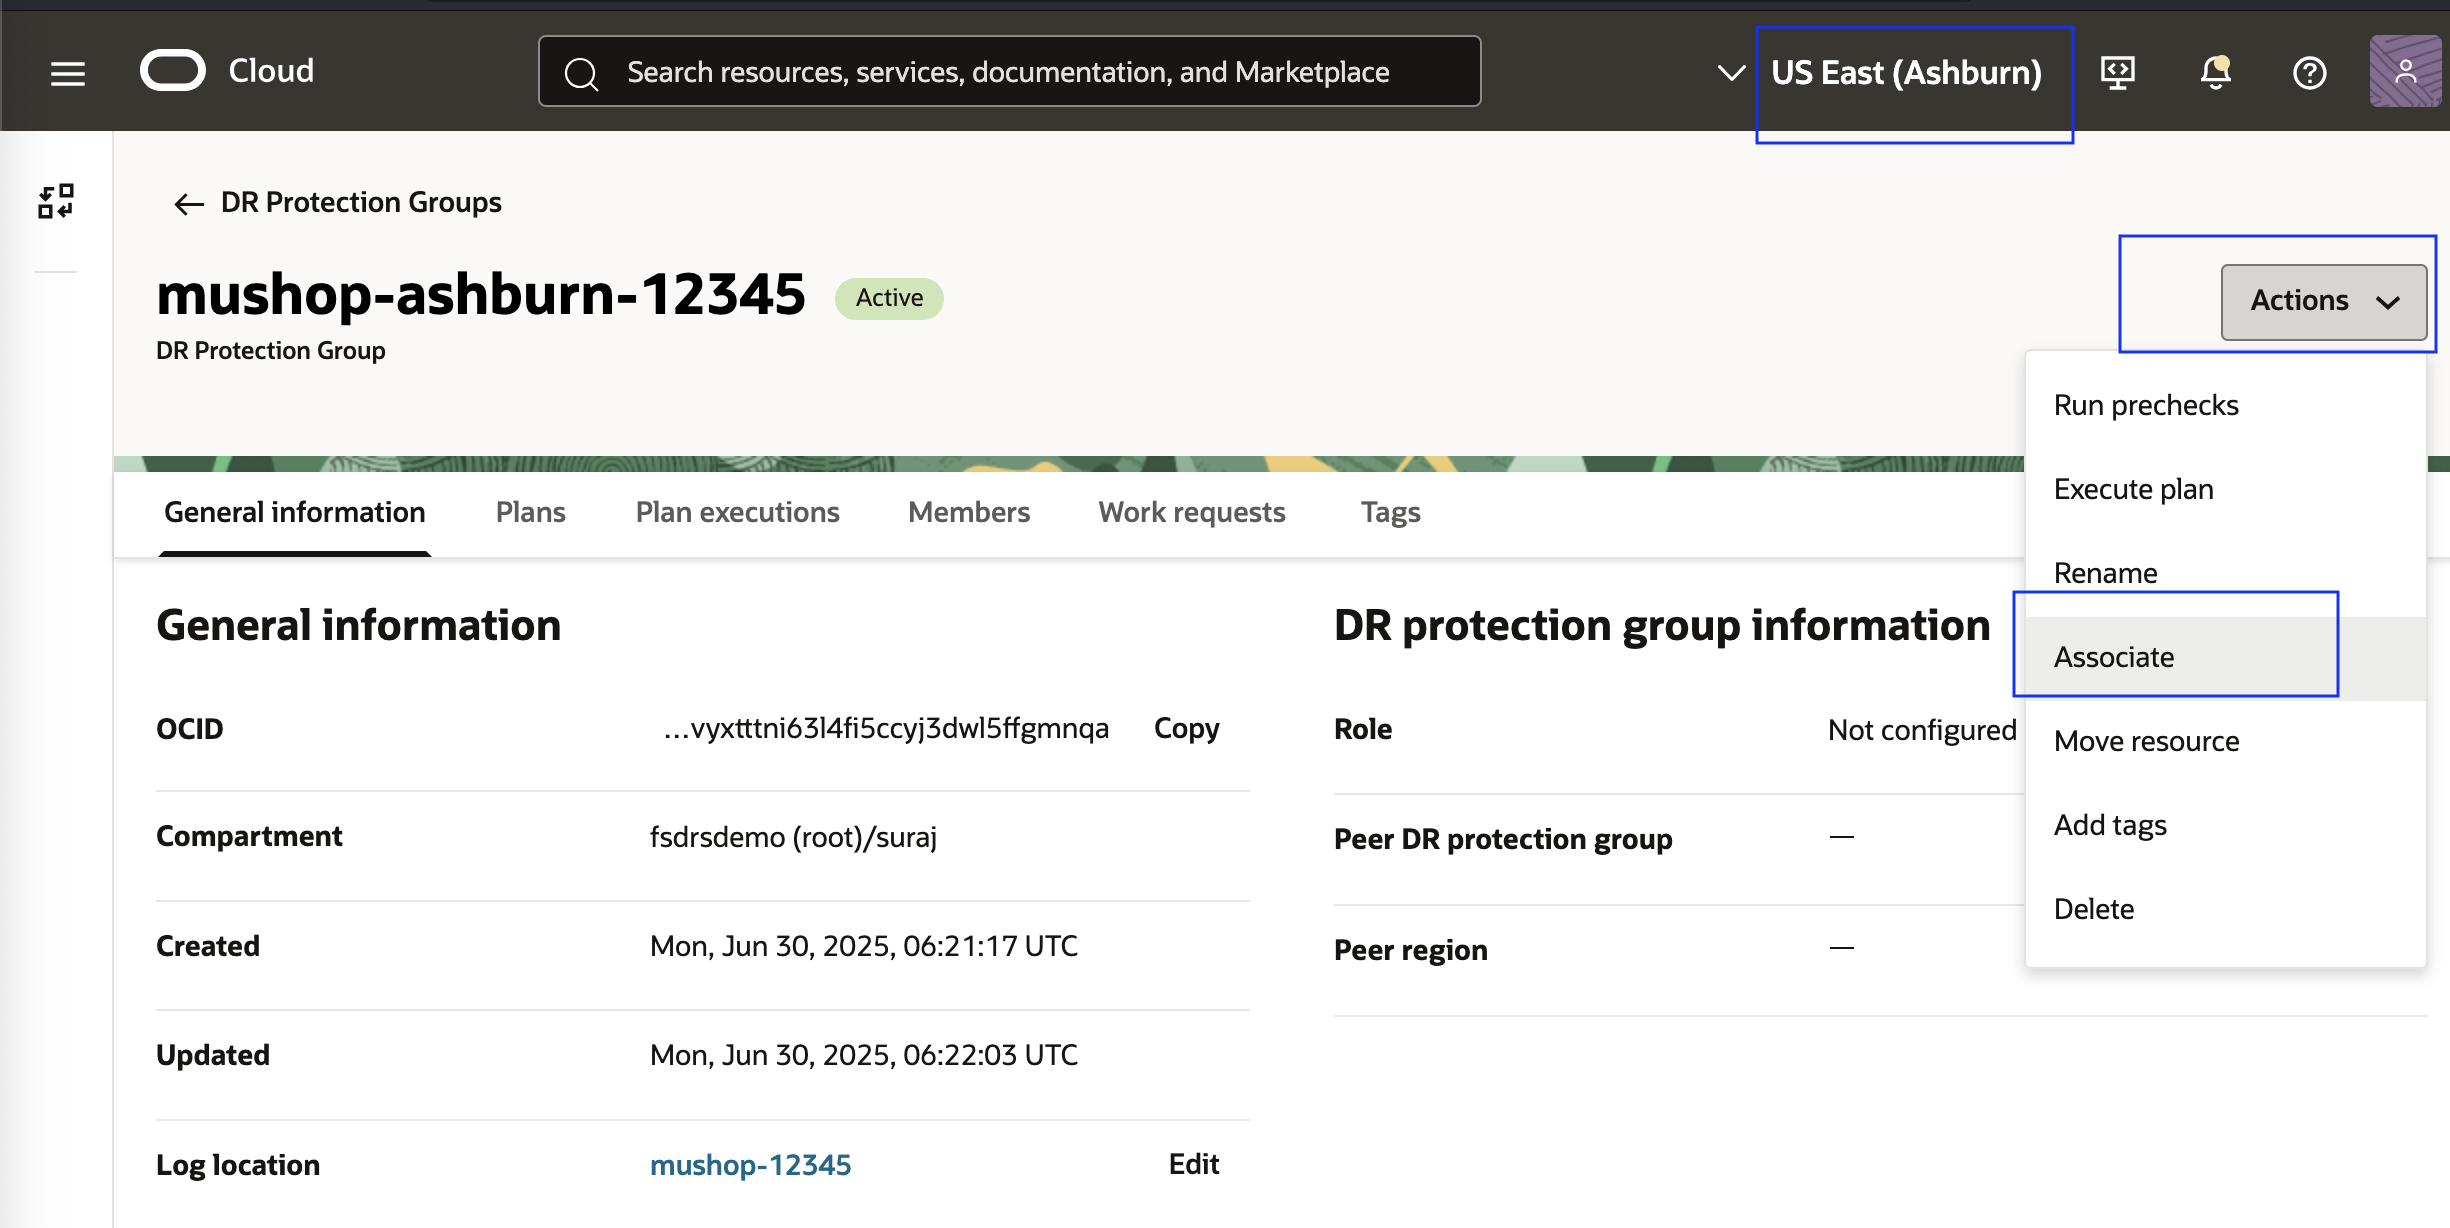 Cloud
Search resources, services, documentation, and Marketplace
US East (Ashburn)
DR Protection Groups
mushop-ashburn-12345
Active
DR Protection Group
Actions
Run prechecks
Execute plan
Rename
Associate
Move resource
Add tags
Delete
General information
Plans
Plan executions
Members
Work requests
Tags
General information
OCID
...vyxtttni63l4fi5ccyj3dwl5ffgmnqa
Copy
Compartment
fsdrsdemo (root)/suraj
Created
Mon, Jun 30, 2025, 06:21:17 UTC
Updated
Mon, Jun 30, 2025, 06:22:03 UTC
Log location
mushop-12345
Edit
DR protection group information
Role
Not configured
Peer DR protection group
—
Peer region
—